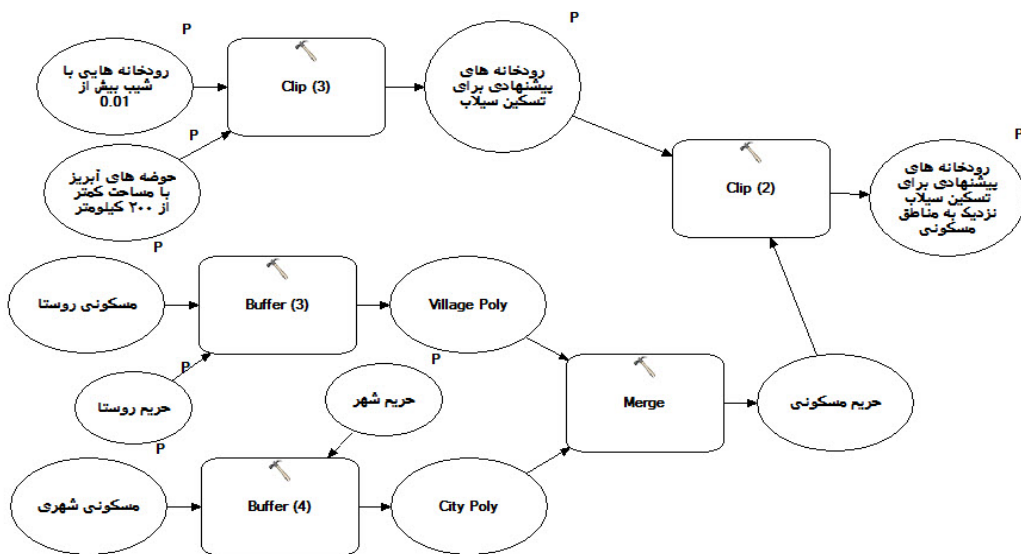 P
رودخانه هایی با
شیب بیش از
0.01
Clip (3)
P
رودخانه های
پیشنهادی برای
تسکین سیلاب
P
حوضه های آبریز
با مساحت کمتر
از ۲۰۰ کیلومتر
Clip (2)
P
رودخانه های
پیشنهادی برای
تسکین سیلاب
نزدیک به مناطق
مسکونی
P
مسکونی روستا
Buffer (3)
Village Poly
P
حریم روستا
P
حریم شهر
Merge
حریم مسکونی
P
مسکونی شهری
Buffer (4)
City Poly